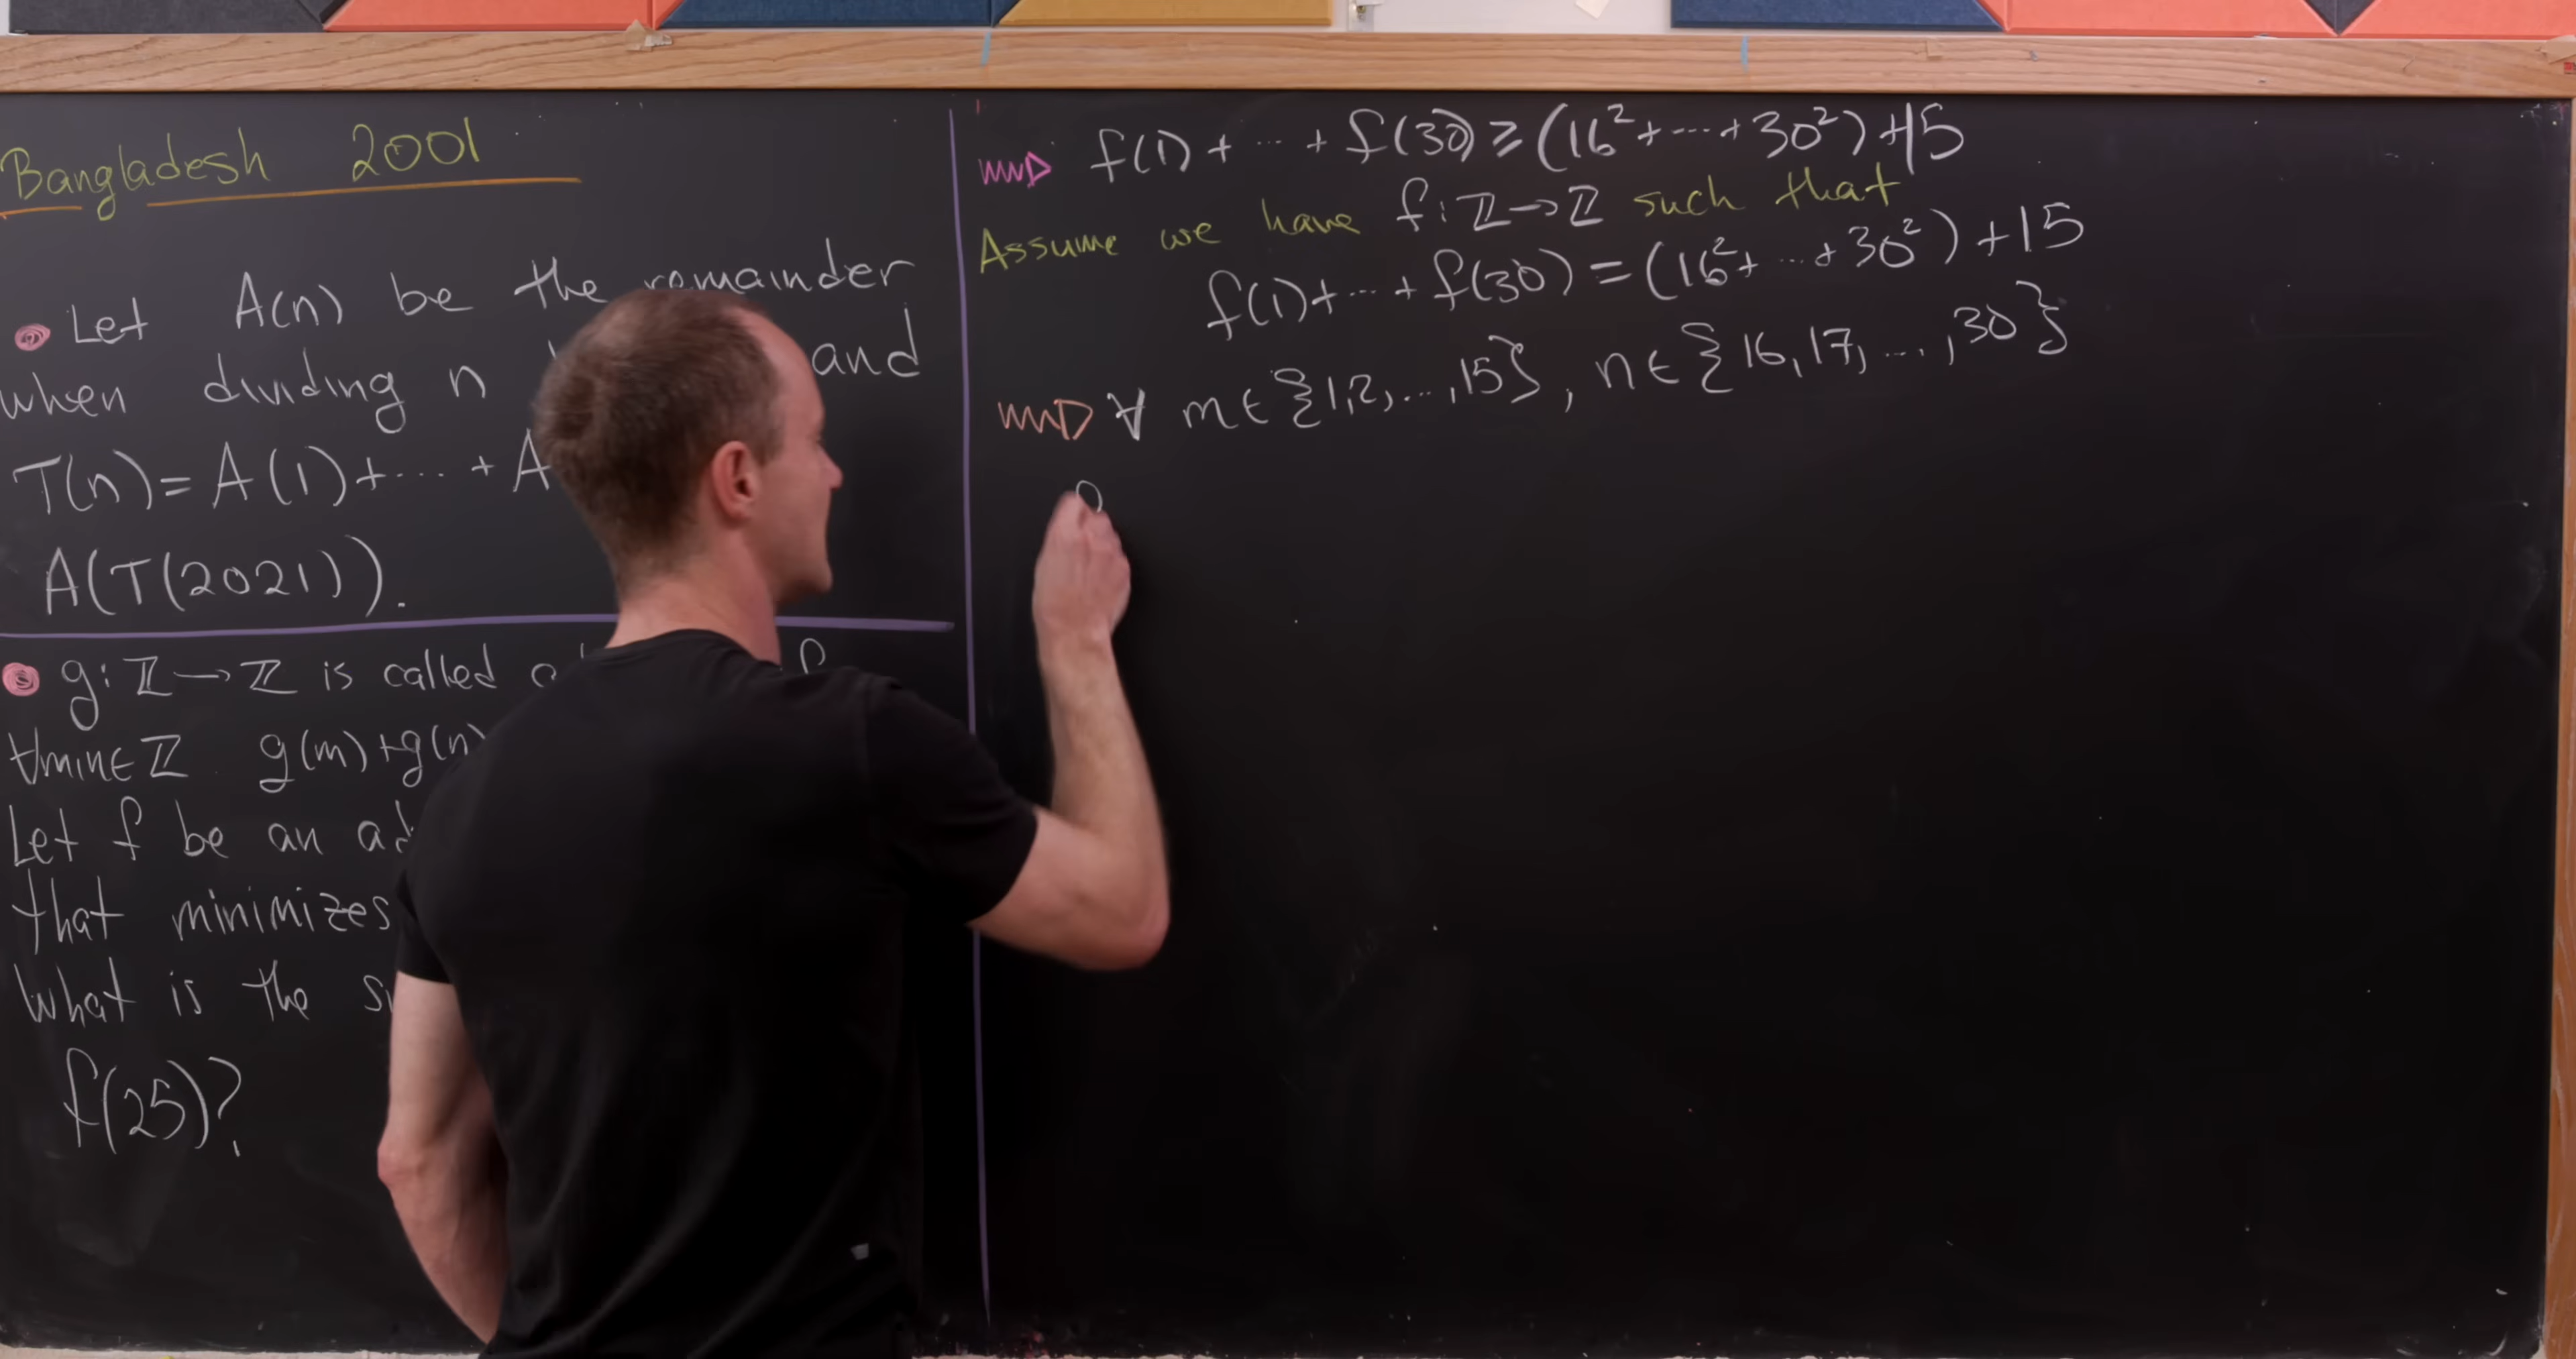 Bangladesh 2001
• Let A(n) be the remainder
when dividing n and
T(n)= A(1)+···+A
A(T(2021)).
• g:ℤ→ℤ is called
∀m,n∈ℤ g(m)+g(n)
Let f be an
that minimizes
What is the
f(25)?
f(1)+···+f(30)≥(16²+···+30²)+15
Assume we have f:ℤ→ℤ such that
f(1)+···+f(30)=(16²+···+30²)+15
∀ m∈{1,2,...,15}, n∈{16,17,...,30}